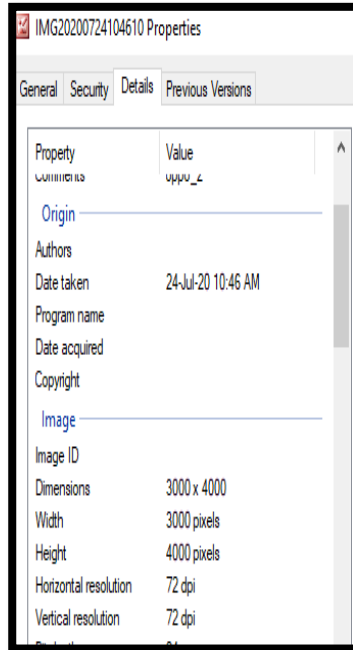 IMG20200724104610 Properties
General Security Details Previous Versions
Property Value
Comments oppo_2
Origin
Authors
Date taken 24-Jul-20 10:46 AM
Program name
Date acquired
Copyright
Image
Image ID
Dimensions 3000 x 4000
Width 3000 pixels
Height 4000 pixels
Horizontal resolution 72 dpi
Vertical resolution 72 dpi